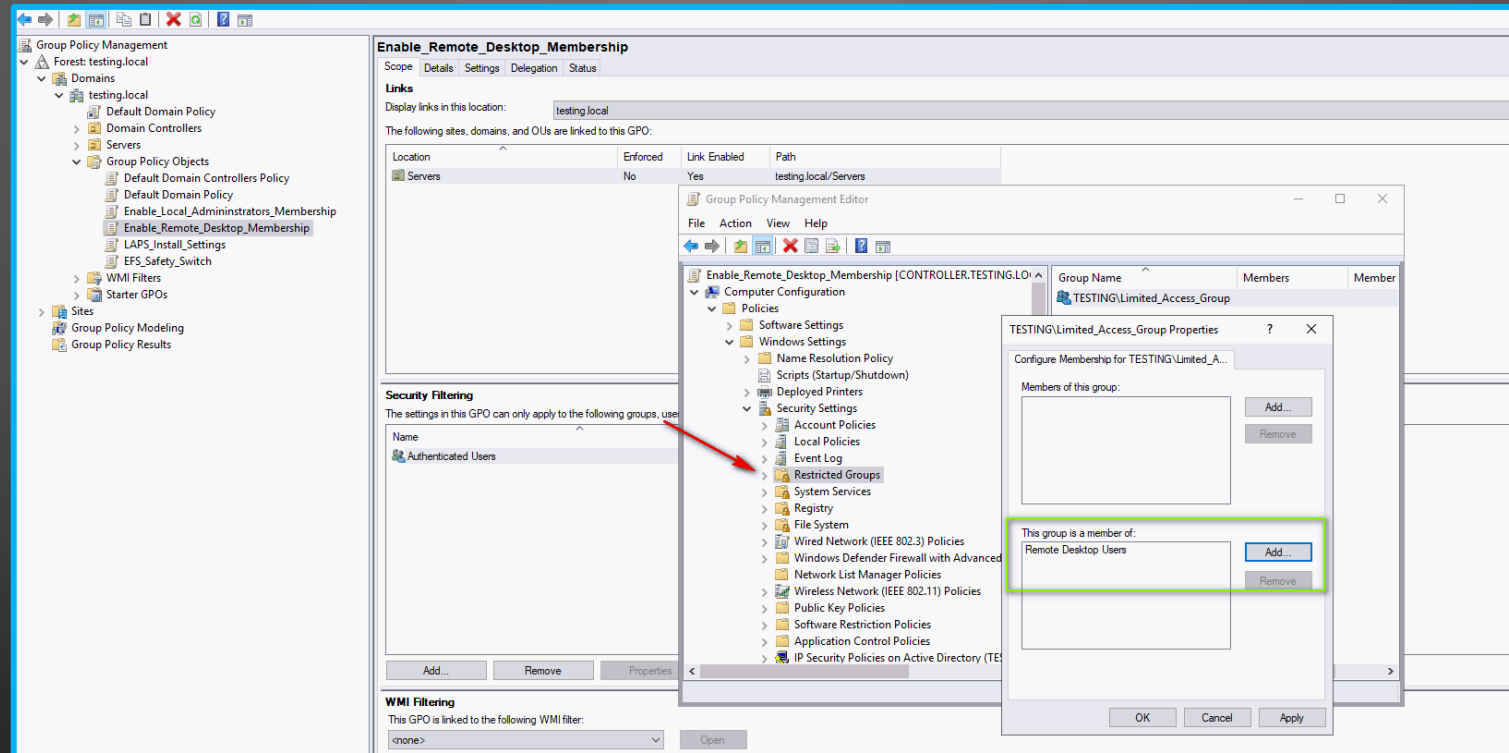 Group Policy Management
Forest: testing.local
Domains
testing.local
Default Domain Policy
Domain Controllers
Servers
Group Policy Objects
Default Domain Controllers Policy
Default Domain Policy
Enable_Local_Admininstrators_Membership
Enable_Remote_Desktop_Membership
LAPS_Install_Settings
EFS_Safety_Switch
WMI Filters
Starter GPOs
Sites
Group Policy Modeling
Group Policy Results
Enable_Remote_Desktop_Membership
Scope Details Settings Delegation Status
Links
Display links in this location: testing.local
The following sites, domains, and OUs are linked to this GPO:
Location Enforced Link Enabled Path
Servers No Yes testing.local/Servers
Security Filtering
The settings in this GPO can only apply to the following groups, use
Name
Authenticated Users
Add... Remove Properties
WMI Filtering
This GPO is linked to the following WMI filter:
<none> Open
Group Policy Management Editor
File Action View Help
Enable_Remote_Desktop_Membership [CONTROLLER.TESTING.LO
Computer Configuration
Policies
Software Settings
Windows Settings
Name Resolution Policy
Scripts (Startup/Shutdown)
Deployed Printers
Security Settings
Account Policies
Local Policies
Event Log
Restricted Groups
System Services
Registry
File System
Wired Network (IEEE 802.3) Policies
Windows Defender Firewall with Advanced
Network List Manager Policies
Wireless Network (IEEE 802.11) Policies
Public Key Policies
Software Restriction Policies
Application Control Policies
IP Security Policies on Active Directory (TES
Group Name Members Member
TESTING\Limited_Access_Group
TESTING\Limited_Access_Group Properties ?
Configure Membership for TESTING\Limited_A...
Members of this group:
Add...
Remove
This group is a member of:
Remote Desktop Users
Add...
Remove
OK Cancel Apply